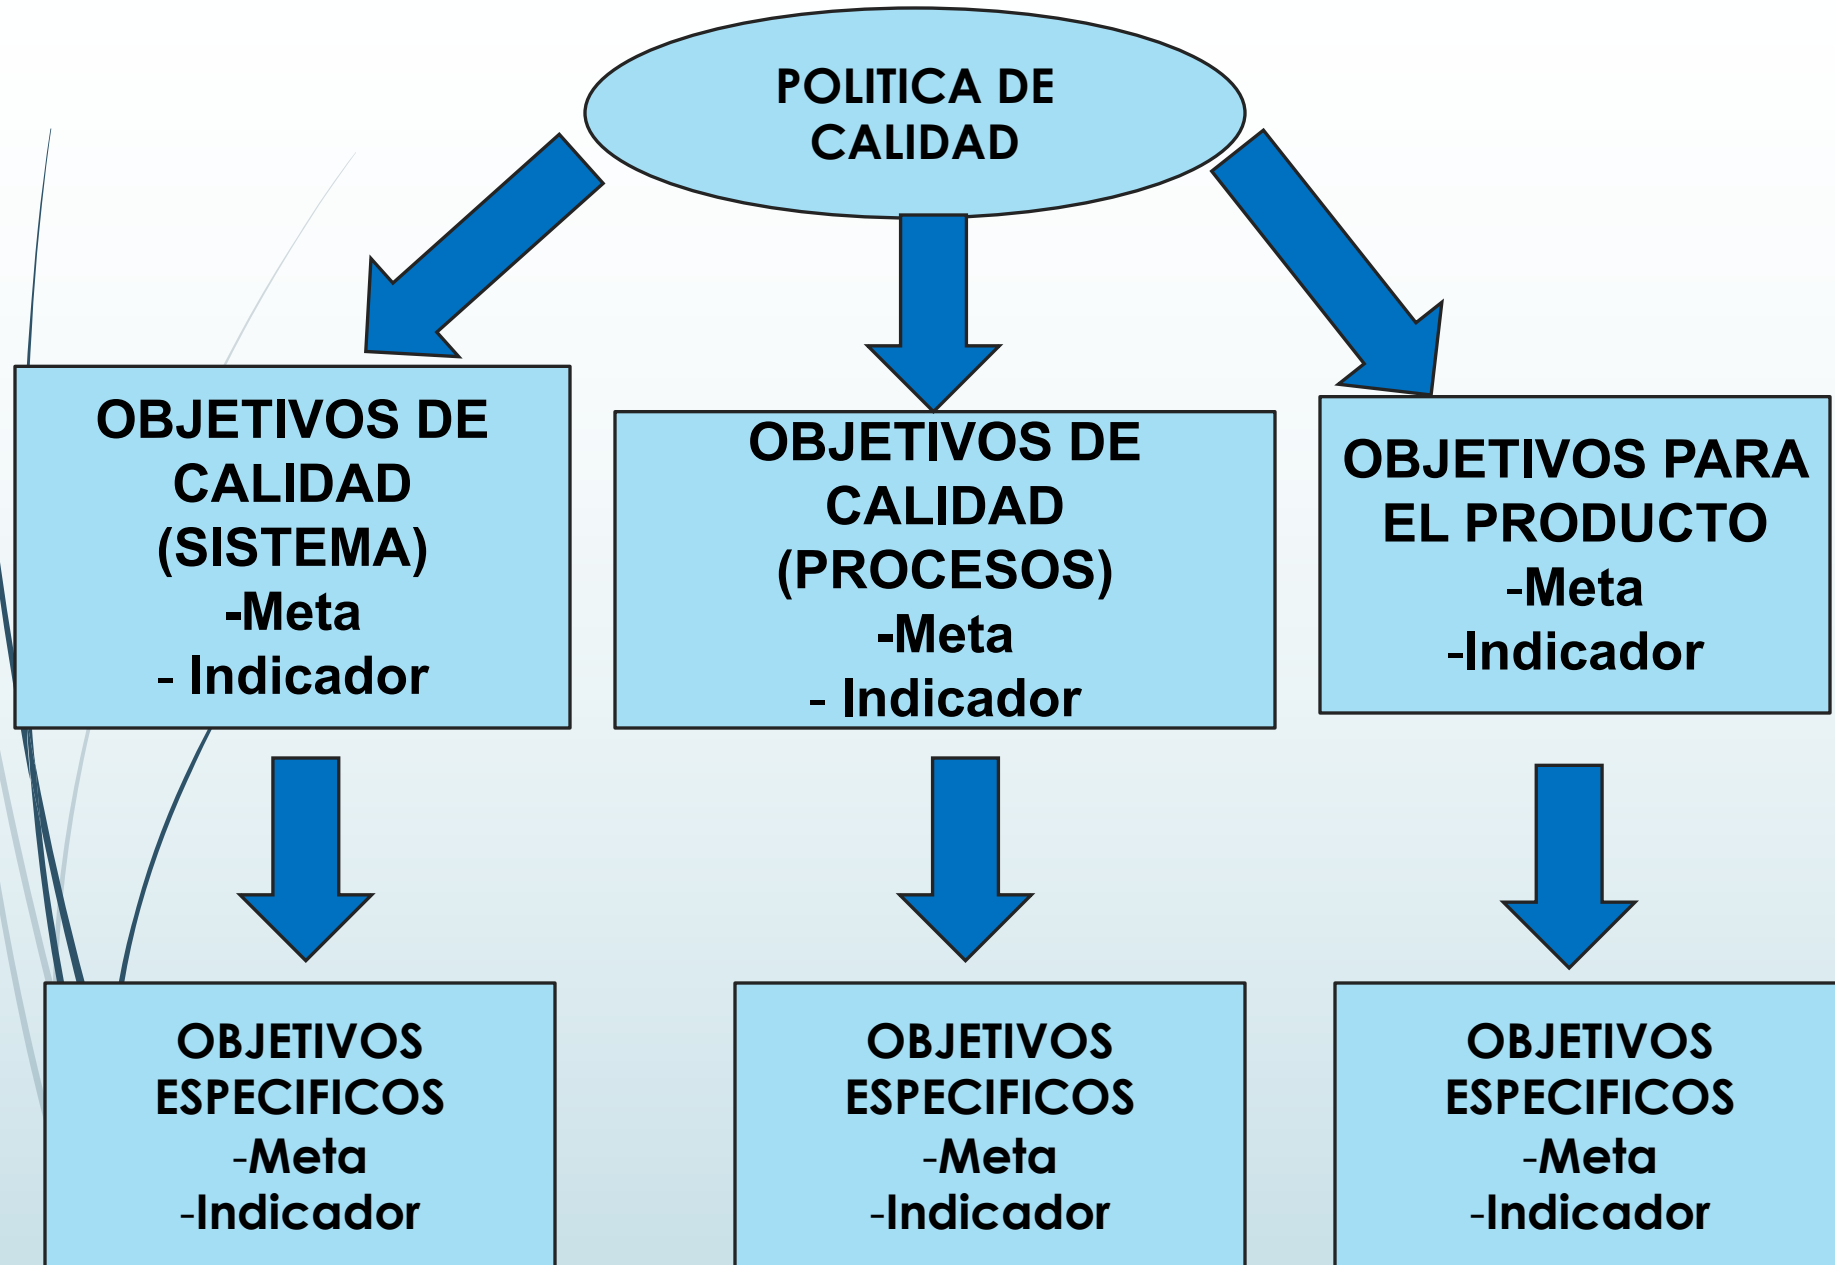 POLITICA DE
CALIDAD
OBJETIVOS DE
CALIDAD
(SISTEMA)
-Meta
- Indicador
OBJETIVOS DE
CALIDAD
(PROCESOS)
-Meta
- Indicador
OBJETIVOS PARA
EL PRODUCTO
-Meta
-Indicador
OBJETIVOS
ESPECIFICOS
-Meta
-Indicador
OBJETIVOS
ESPECIFICOS
-Meta
-Indicador
OBJETIVOS
ESPECIFICOS
-Meta
-Indicador